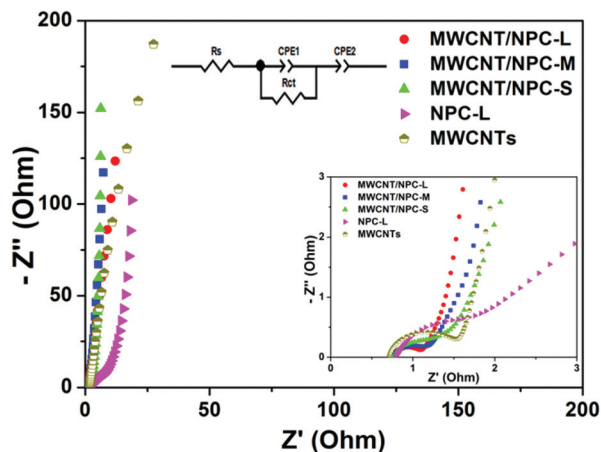 200
150
100
50
0
- Z'' (Ohm)
0
50
100
150
200
Z' (Ohm)
Rs
CPE1
CPE2
Rct
MWCNT/NPC-L
MWCNT/NPC-M
MWCNT/NPC-S
NPC-L
MWCNTs
3
2
1
0
-Z'' (Ohm)
0
1
2
3
Z' (Ohm)
MWCNT/NPC-L
MWCNT/NPC-M
MWCNT/NPC-S
NPC-L
MWCNTs